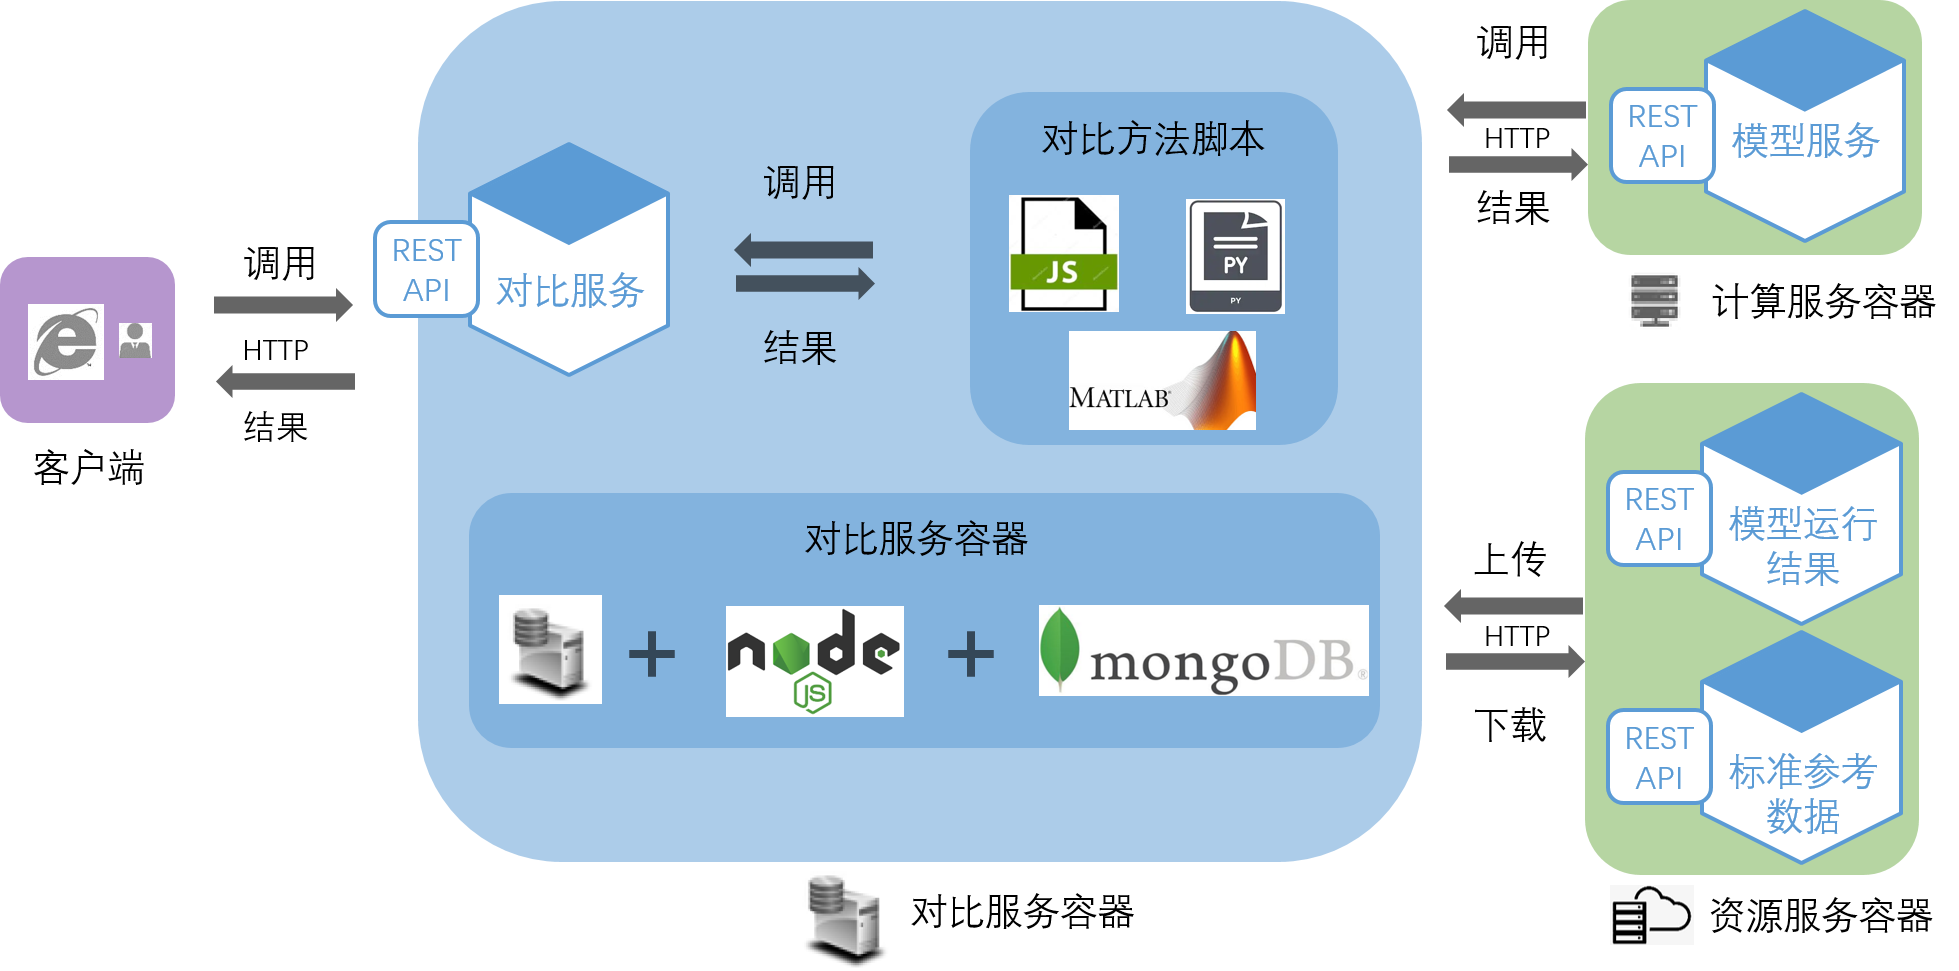 客户端
调用
HTTP
结果
REST
API
对比服务
调用
结果
对比方法脚本
JS
PY
PY
MATLAB®
对比服务容器
node
JS
mongoDB®
对比服务容器
调用
HTTP
结果
REST
API
模型服务
计算服务容器
上传
HTTP
下载
REST
API
模型运行
结果
REST
API
标准参考
数据
资源服务容器